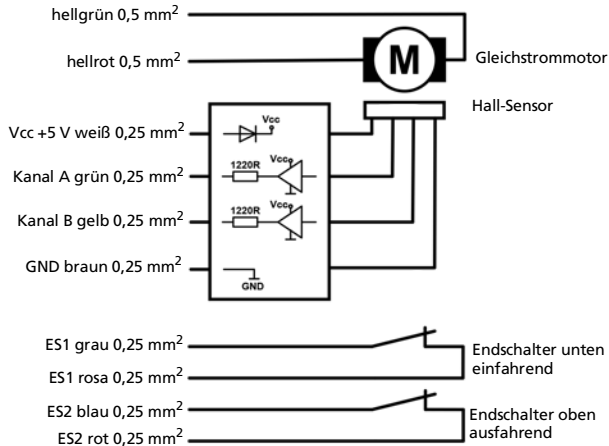 hellgrün 0,5 mm²
hellrot 0,5 mm²
M
Gleichstrommotor
Hall-Sensor
Vcc +5 V weiß 0,25 mm²
Vcc
Kanal A grün 0,25 mm²
1220R
Vcc
Kanal B gelb 0,25 mm²
1220R
Vcc
GND braun 0,25 mm²
GND
ES1 grau 0,25 mm²
ES1 rosa 0,25 mm²
Endschalter unten
einfahrend
ES2 blau 0,25 mm²
ES2 rot 0,25 mm²
Endschalter oben
ausfahrend